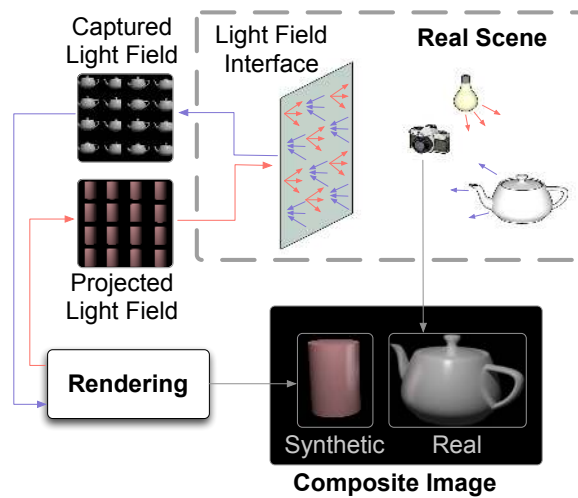 Captured
Light Field
Light Field
Interface
Real Scene
Projected
Light Field
Rendering
Synthetic
Real
Composite Image